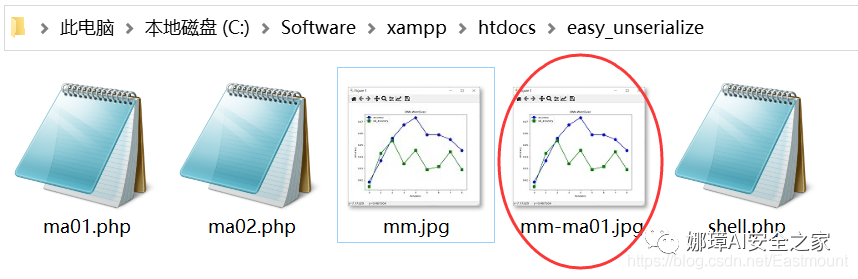 此电脑 > 本地磁盘 (C:) > Software > xampp > htdocs > easy_unserialize
ma01.php
ma02.php
mm.jpg
mm-ma01.jpg
shell.php
娜璋AI安全之家
https://blog.csdn.net/Eastmount